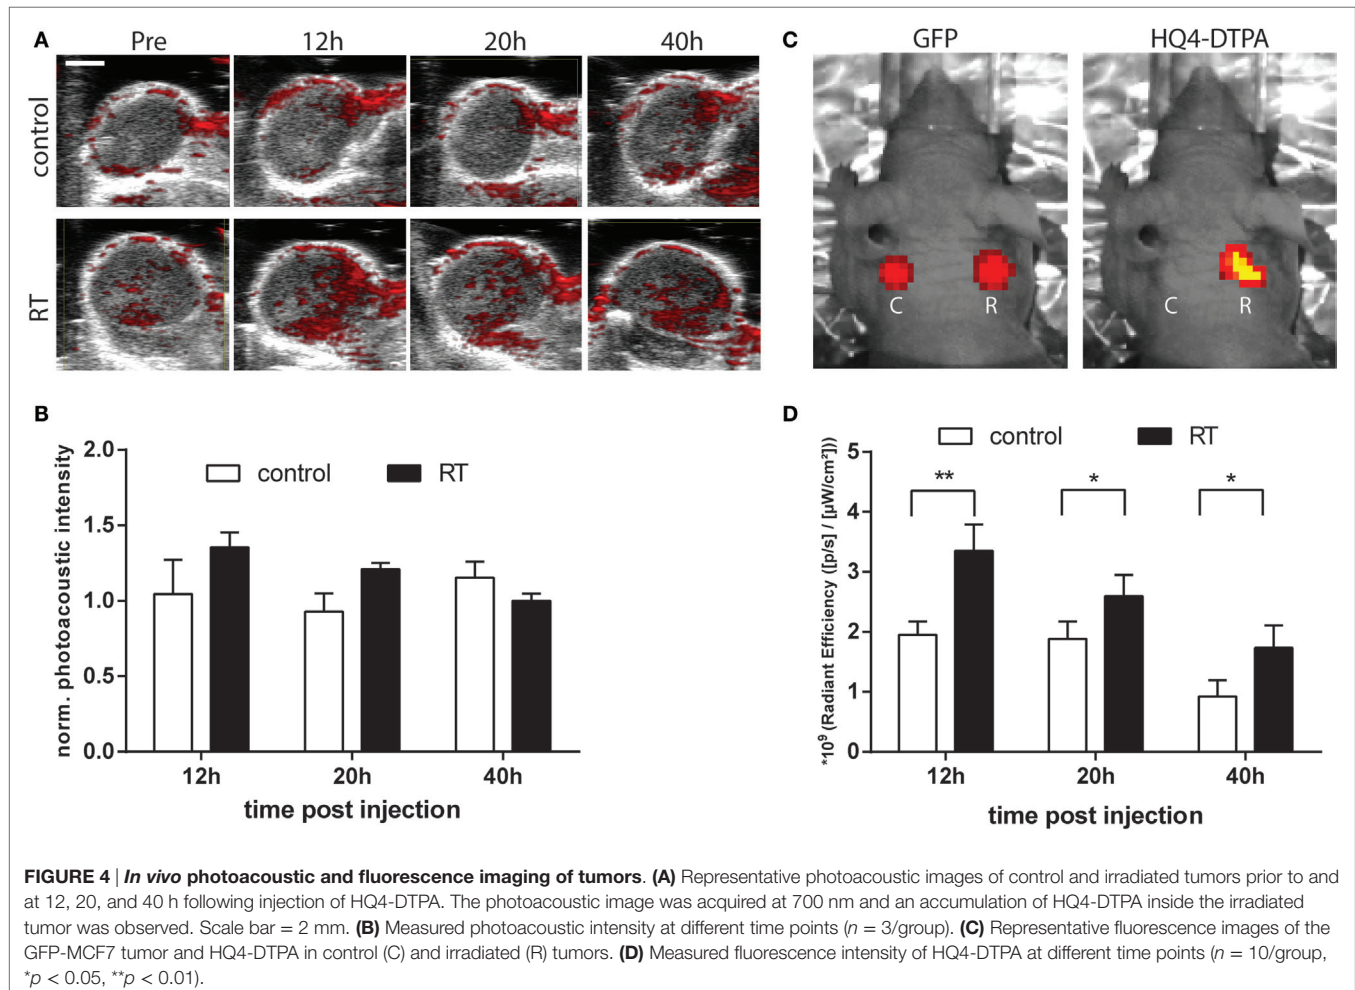 A
Pre
12h
20h
40h
control
RT
C
GFP
HQ4-DTPA
C
R
C
R
B
norm. photoacoustic intensity
2.0
1.5
1.0
0.5
0.0
control
RT
12h
20h
40h
time post injection
D
*10⁹ (Radiant Efficiency ([p/s] / [µW/cm²]))
control
RT
5
4
3
2
1
0
**
*
*
12h
20h
40h
time post injection
FIGURE 4 | In vivo photoacoustic and fluorescence imaging of tumors. (A) Representative photoacoustic images of control and irradiated tumors prior to and
at 12, 20, and 40 h following injection of HQ4-DTPA. The photoacoustic image was acquired at 700 nm and an accumulation of HQ4-DTPA inside the irradiated
tumor was observed. Scale bar = 2 mm. (B) Measured photoacoustic intensity at different time points (n = 3/group). (C) Representative fluorescence images of the
GFP-MCF7 tumor and HQ4-DTPA in control (C) and irradiated (R) tumors. (D) Measured fluorescence intensity of HQ4-DTPA at different time points (n = 10/group,
*p < 0.05, **p < 0.01).